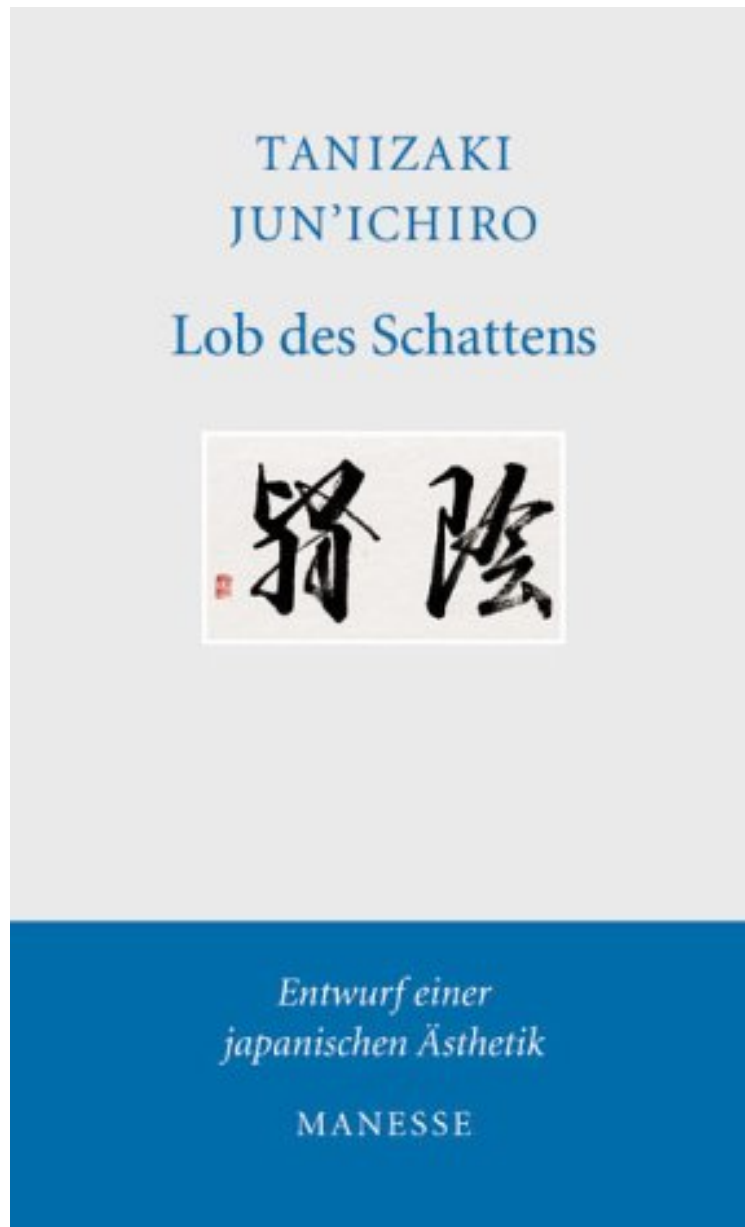 TANIZAKI
JUN’ICHIRO
Lob des Schattens
陰翳
Entwurf einer
japanischen Ästhetik
MANESSE